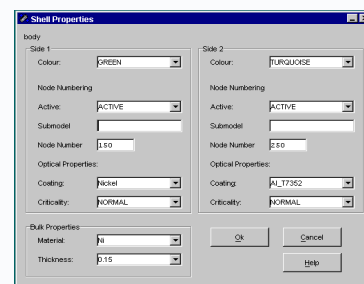 Shell Properties
body
Side 1
Colour: GREEN
Node Numbering
Active: ACTIVE
Submodel
Node Number 150
Optical Properties:
Coating: Nickel
Criticality: NORMAL
Side 2
Colour: TURQUOISE
Node Numbering
Active: ACTIVE
Submodel
Node Number 250
Optical Properties:
Coating: Al_T7352
Criticality: NORMAL
Bulk Properties
Material: Ni
Thickness: 0.15
Ok
Cancel
Help